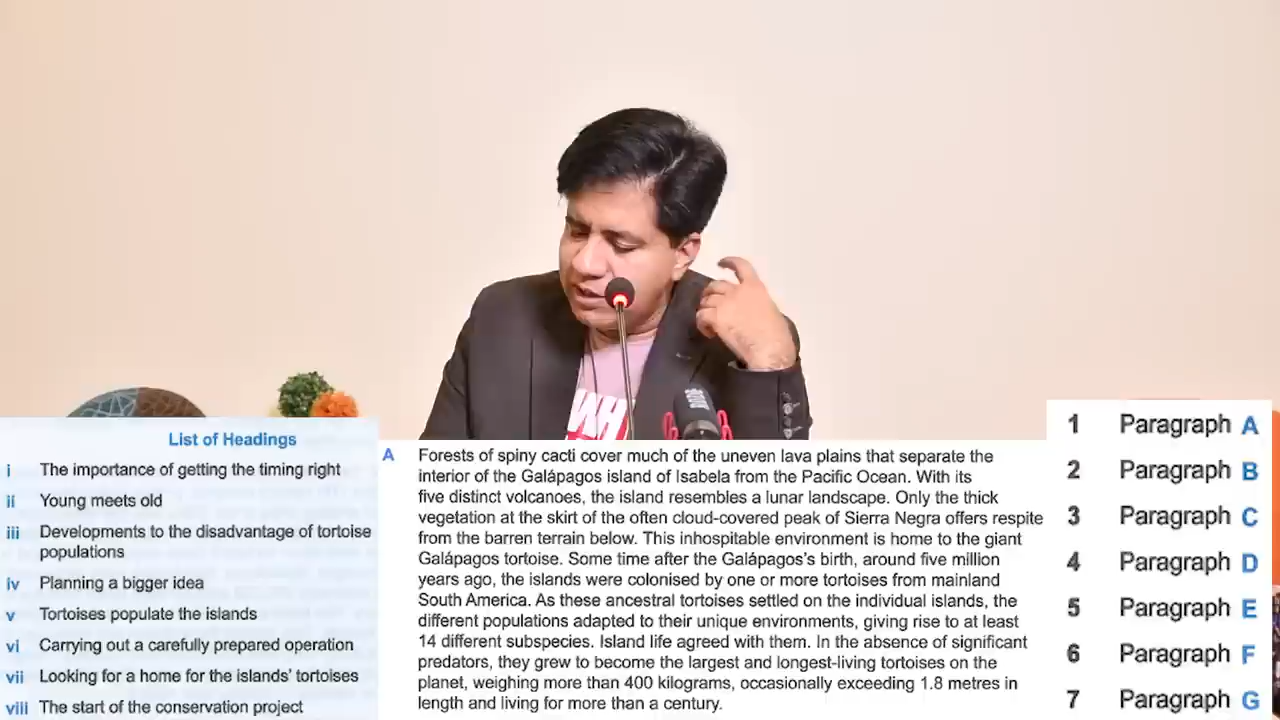 WH
List of Headings
i The importance of getting the timing right
ii Young meets old
iii Developments to the disadvantage of tortoise
populations
iv Planning a bigger idea
v Tortoises populate the islands
vi Carrying out a carefully prepared operation
vii Looking for a home for the islands' tortoises
viii The start of the conservation project
A Forests of spiny cacti cover much of the uneven lava plains that separate the
interior of the Galápagos island of Isabela from the Pacific Ocean. With its
five distinct volcanoes, the island resembles a lunar landscape. Only the thick
vegetation at the skirt of the often cloud-covered peak of Sierra Negra offers respite
from the barren terrain below. This inhospitable environment is home to the giant
Galápagos tortoise. Some time after the Galápagos's birth, around five million
years ago, the islands were colonised by one or more tortoises from mainland
South America. As these ancestral tortoises settled on the individual islands, the
different populations adapted to their unique environments, giving rise to at least
14 different subspecies. Island life agreed with them. In the absence of significant
predators, they grew to become the largest and longest-living tortoises on the
planet, weighing more than 400 kilograms, occasionally exceeding 1.8 metres in
length and living for more than a century.
1 Paragraph A
2 Paragraph B
3 Paragraph C
4 Paragraph D
5 Paragraph E
6 Paragraph F
7 Paragraph G